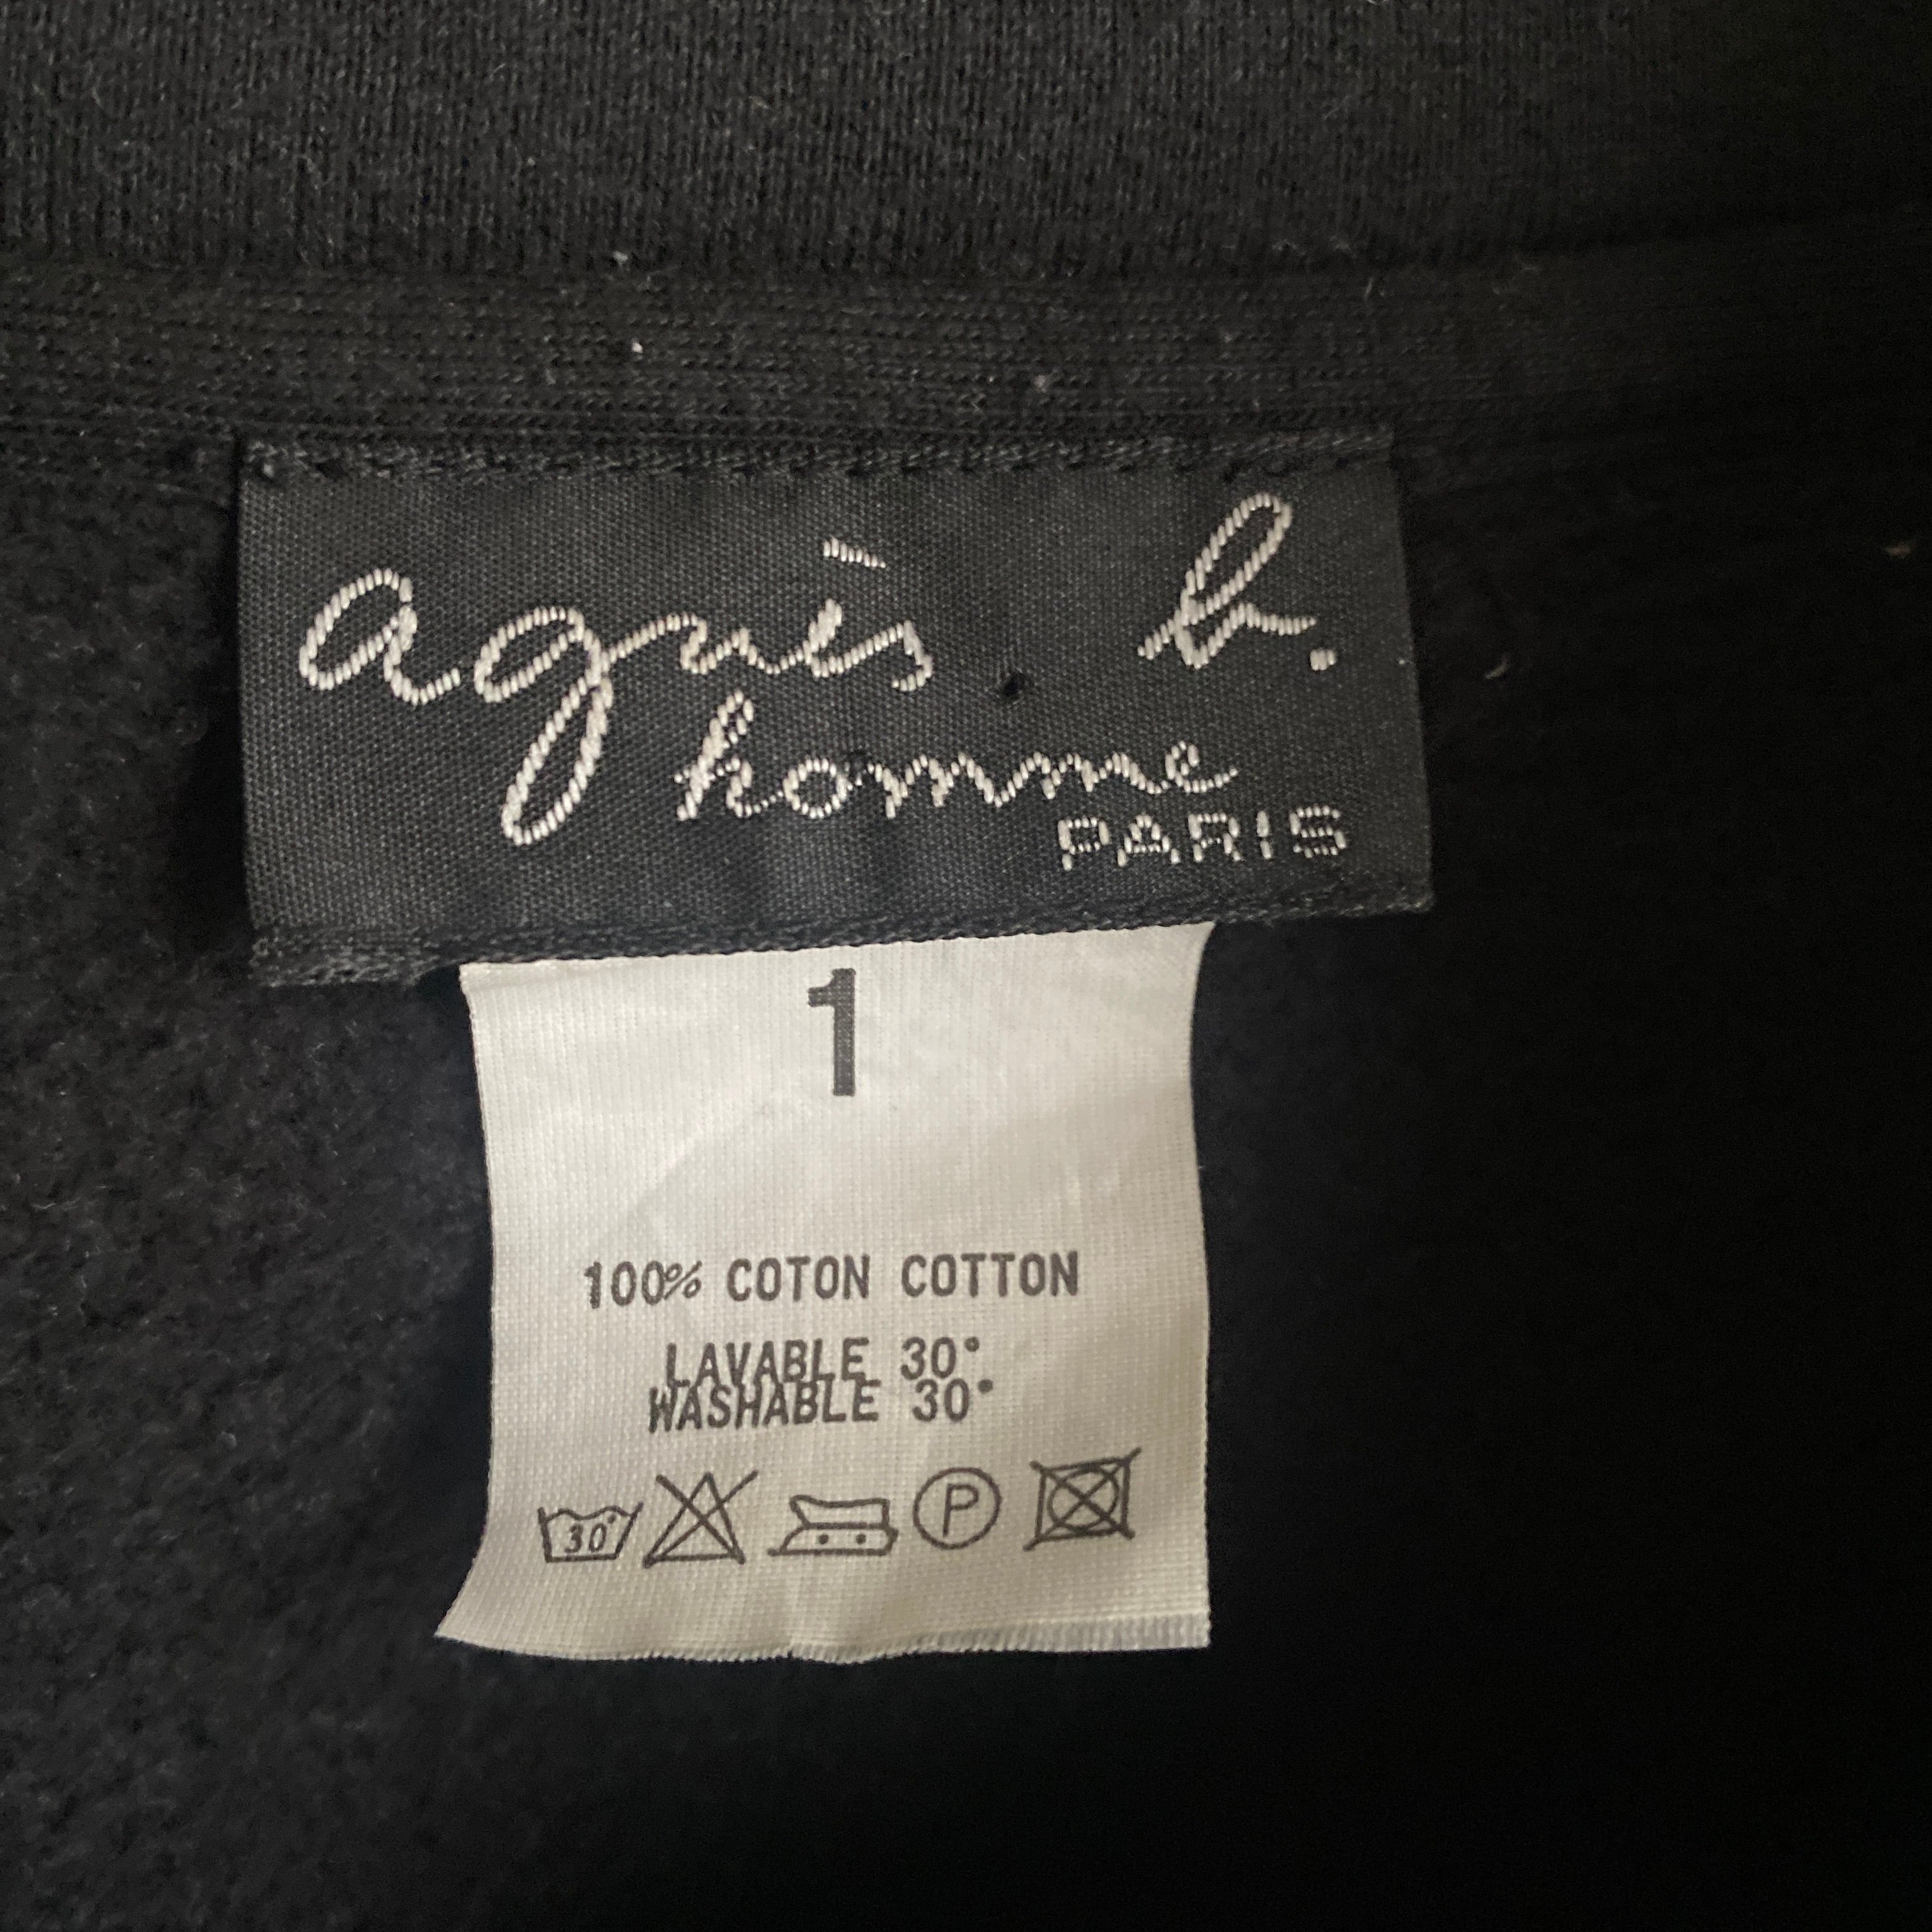 agnès b.
homme
PARIS
1
100% COTON COTTON
LAVABLE 30°
WASHABLE 30°
30°
P